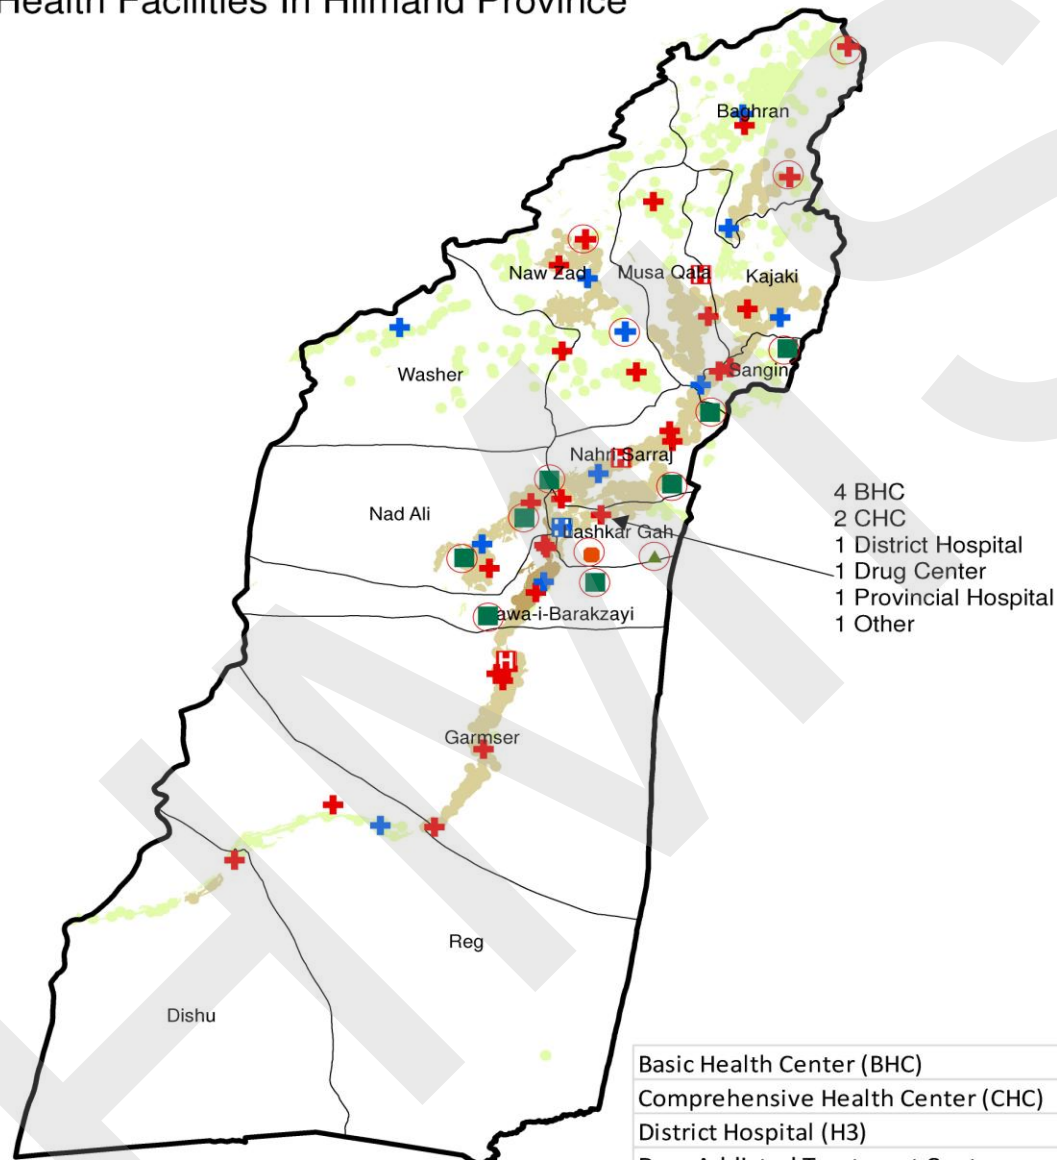 Health Facilities In Hilmand Province
Baghran
Naw Zad
Musa Qala
Kajaki
Washer
Sangin
Nahri Sarraj
Nad Ali
Lashkar Gah
4 BHC
2 CHC
1 District Hospital
1 Drug Center
1 Provincial Hospital
1 Other
awa-i-Barakzayi
Garmser
Reg
Dishu
Basic Health Center (BHC)
Comprehensive Health Center (CHC)
District Hospital (H3)